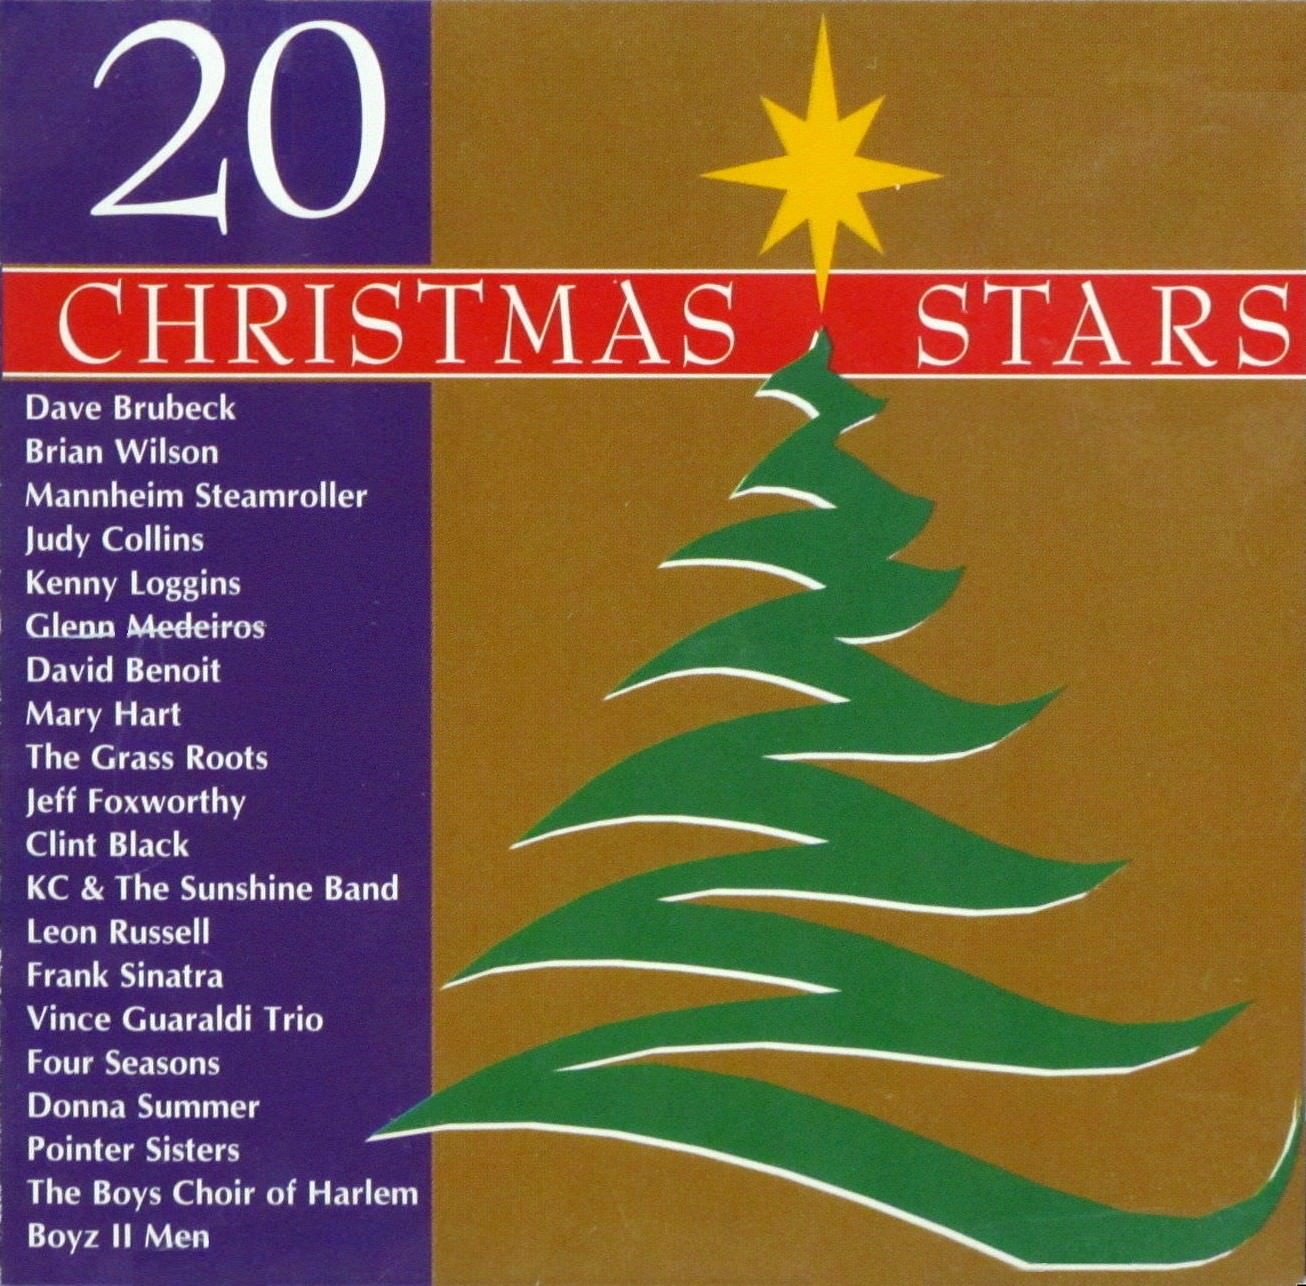 20
CHRISTMAS STARS
Dave Brubeck
Brian Wilson
Mannheim Steamroller
Judy Collins
Kenny Loggins
Glenn Medeiros
David Benoit
Mary Hart
The Grass Roots
Jeff Foxworthy
Clint Black
KC & The Sunshine Band
Leon Russell
Frank Sinatra
Vince Guaraldi Trio
Four Seasons
Donna Summer
Pointer Sisters
The Boys Choir of Harlem
Boyz II Men